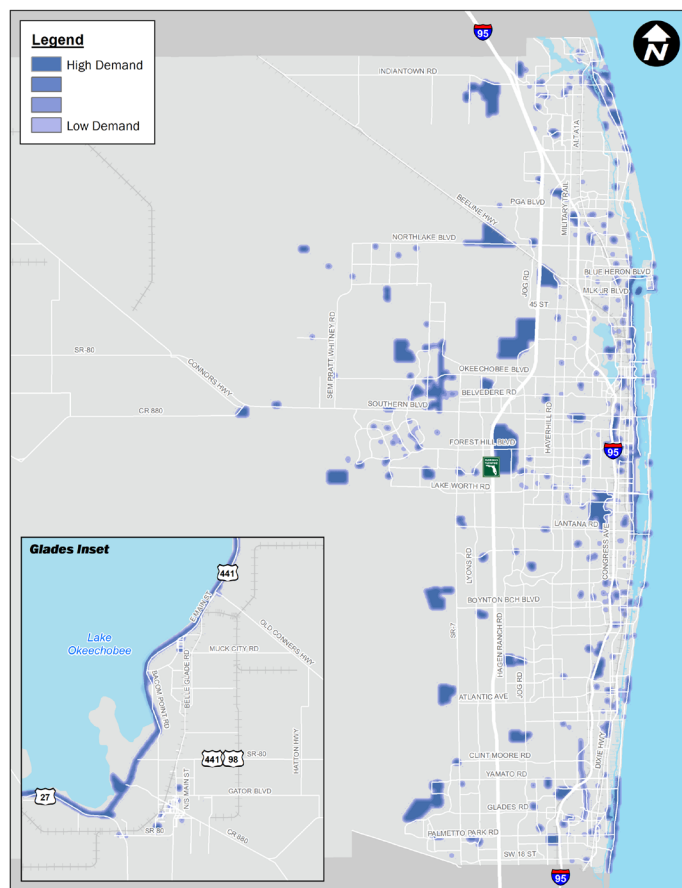 Legend
High Demand
Low Demand
95
N
INDIANTOWN RD
ALT A1A
MILITARY TRAIL
BEELINE HWY
PGA BLVD
NORTHLAKE BLVD
JOG RD
BLUE HERON BLVD
MLK JR BLVD
45 ST
SEM PRATT WHITNEY RD
SR-80
CONNORS HWY
OKEECHOBEE BLVD
BELVEDERE RD
SOUTHERN BLVD
CR 880
HAVERHILL RD
FOREST HILL BLVD
95
LAKE WORTH RD
LANTANA RD
CONGRESS AVE
LYONS RD
BOYNTON BCH BLVD
SR-7
HAGEN RANCH RD
JOG RD
ATLANTIC AVE
DIXIE HWY
CLINT MOORE RD
YAMATO RD
GLADES RD
PALMETTO PARK RD
SW 18 ST
95
Glades Inset
441
E MAIN ST
Lake
Okeechobee
OLD CONNERS HWY
MUCK CITY RD
BACOM POINT RD
BELLE GLADE RD
HATTON HWY
441
98
SR-80
27
N/S MAIN ST
GATOR BLVD
SR 80
CR 880